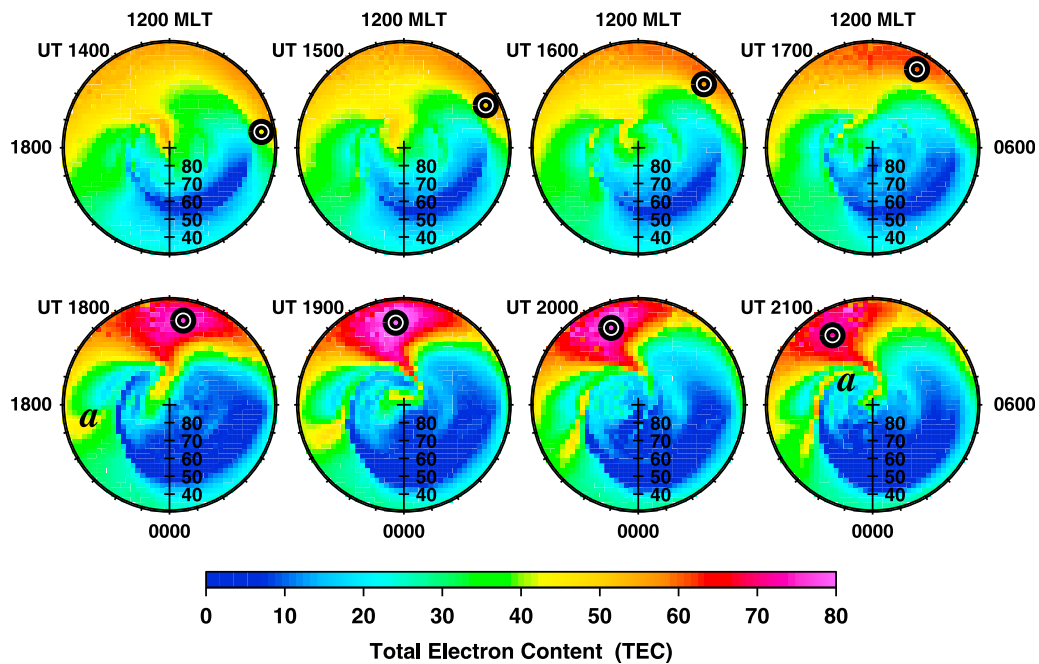 1200 MLT 1200 MLT 1200 MLT 1200 MLT
UT 1400 UT 1500 UT 1600 UT 1700
1800 0600
80 80 80 80
70 70 70 70
60 60 60 60
50 50 50 50
40 40 40 40
UT 1800 UT 1900 UT 2000 UT 2100
a
1800 a 0600
80 80 80 80
70 70 70 70
60 60 60 60
50 50 50 50
40 40 40 40
0000 0000 0000 0000
0 10 20 30 40 50 60 70 80
Total Electron Content (TEC)